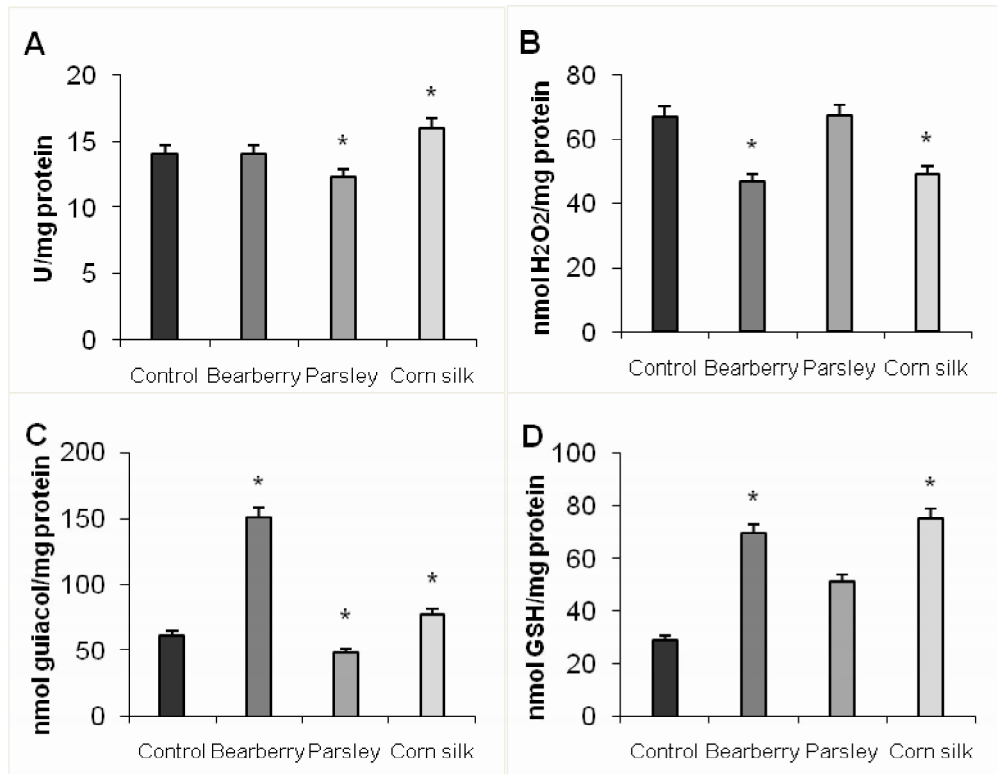 A
U/mg protein
20
15
10
5
0
*
*
Control Bearberry Parsley Corn silk
B
nmol H2O2/mg protein
80
60
40
20
0
*
*
Control Bearberry Parsley Corn silk
C
nmol guiacol/mg protein
200
150
100
50
0
*
*
*
Control Bearberry Parsley Corn silk
D
nmol GSH/mg protein
100
80
60
40
20
0
*
*
Control Bearberry Parsley Corn silk